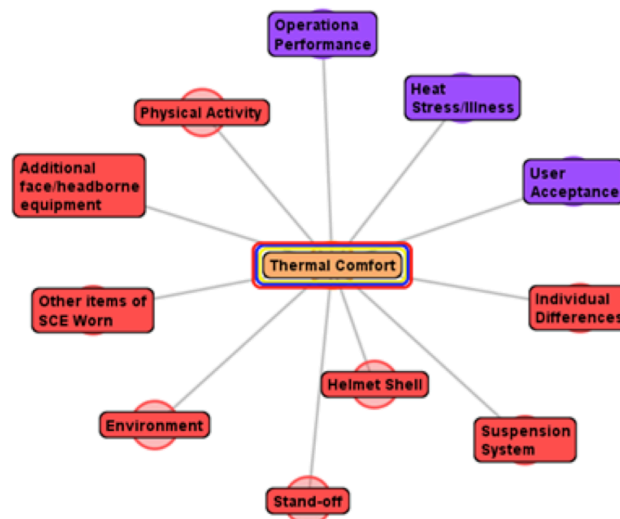 Operationa
Performance
Heat
Stress/Illness
Physical Activity
Additional
face/headborne
equipment
User
Acceptance
Thermal Comfort
Other items of
SCE Worn
Individual
Differences
Helmet Shell
Environment
Suspension
System
Stand-off